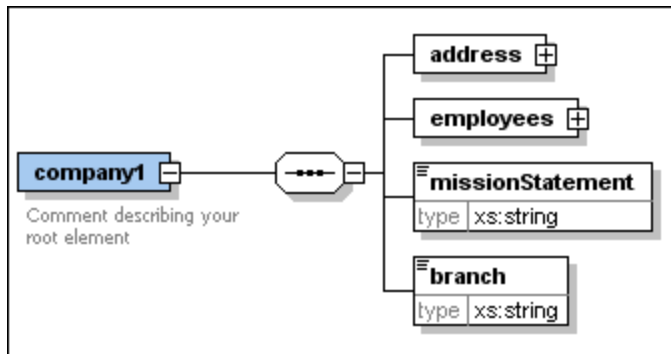 address
employees
company1
missionStatement
type xs:string
Comment describing your
root element
branch
type xs:string